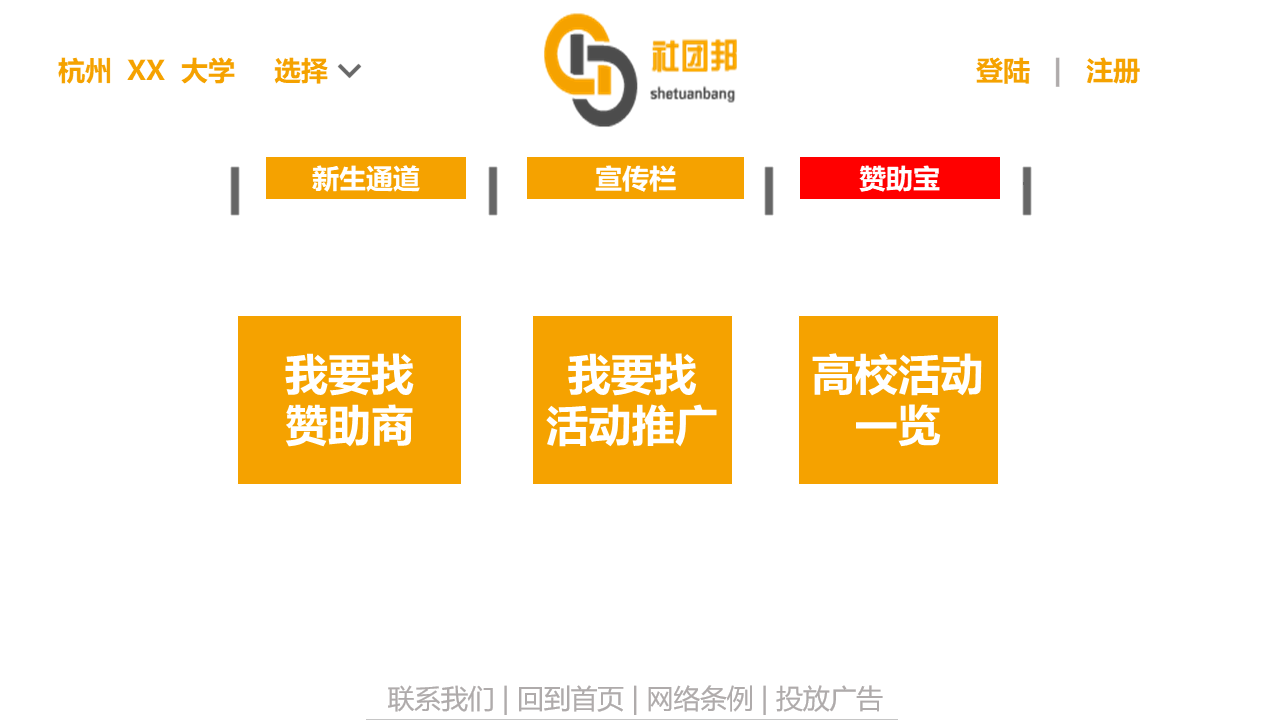 杭州 XX 大学 选择
社团邦
shetuanbang
登陆 | 注册
新生通道 宣传栏 赞助宝
我要找
赞助商
我要找
活动推广
高校活动
一览
联系我们 | 回到首页 | 网络条例 | 投放广告